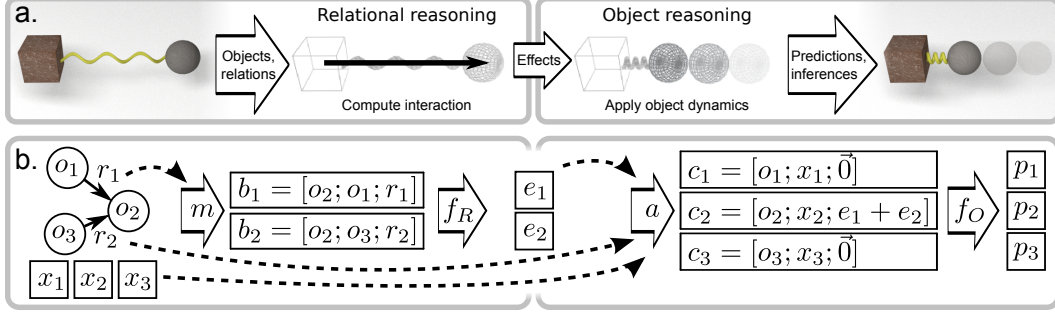 a.
Relational reasoning
Object reasoning
Objects,
relations
Compute interaction
Effects
Apply object dynamics
Predictions,
inferences
b.
o₁
r₁
o₂
o₃
r₂
x₁ x₂ x₃
m
b₁ = [o₂; o₁; r₁]
b₂ = [o₂; o₃; r₂]
f_R
e₁
e₂
a
c₁ = [o₁; x₁; 0⃗]
c₂ = [o₂; x₂; e₁ + e₂]
c₃ = [o₃; x₃; 0⃗]
f_O
p₁
p₂
p₃